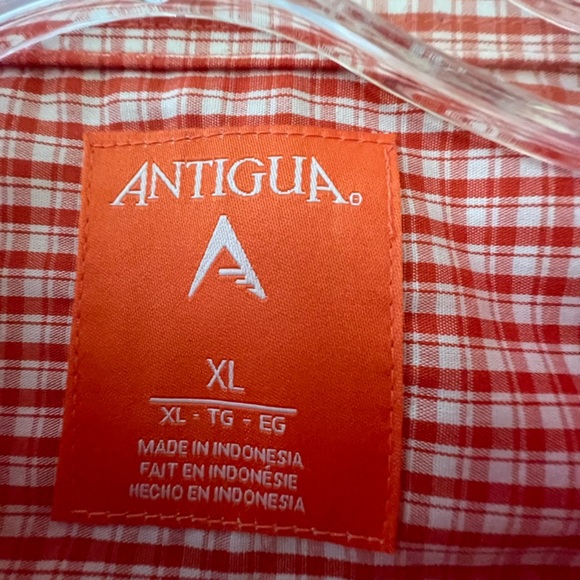 ANTIGUA®
XL
XL - TG - EG
MADE IN INDONESIA
FAIT EN INDONÉSIE
HECHO EN INDONESIA